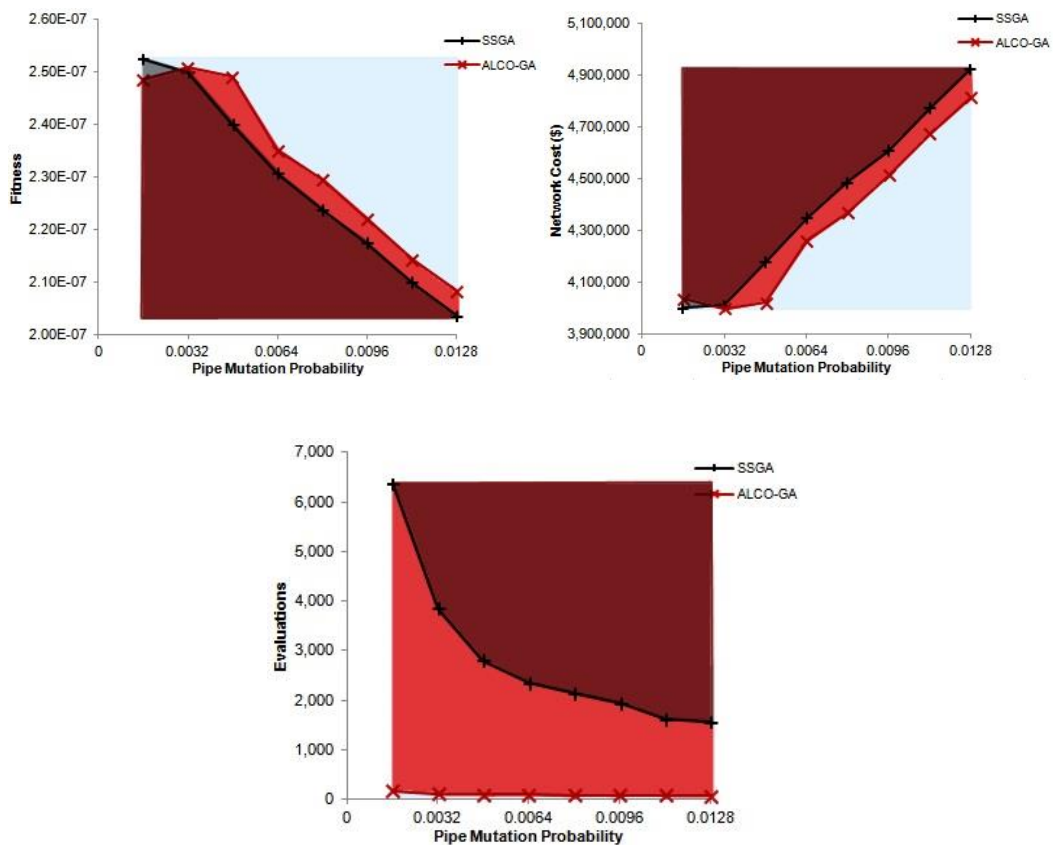 2.60E-07
2.50E-07
2.40E-07
2.30E-07
2.20E-07
2.10E-07
2.00E-07
Fitness
0
0.0032
0.0064
0.0096
0.0128
Pipe Mutation Probability
SSGA
ALCO-GA
5,100,000
4,900,000
4,700,000
4,500,000
4,300,000
4,100,000
3,900,000
Network Cost ($)
0
0.0032
0.0064
0.0096
0.0128
Pipe Mutation Probability
SSGA
ALCO-GA
7,000
6,000
5,000
4,000
3,000
2,000
1,000
0
Evaluations
0
0.0032
0.0064
0.0096
0.0128
Pipe Mutation Probability
SSGA
ALCO-GA